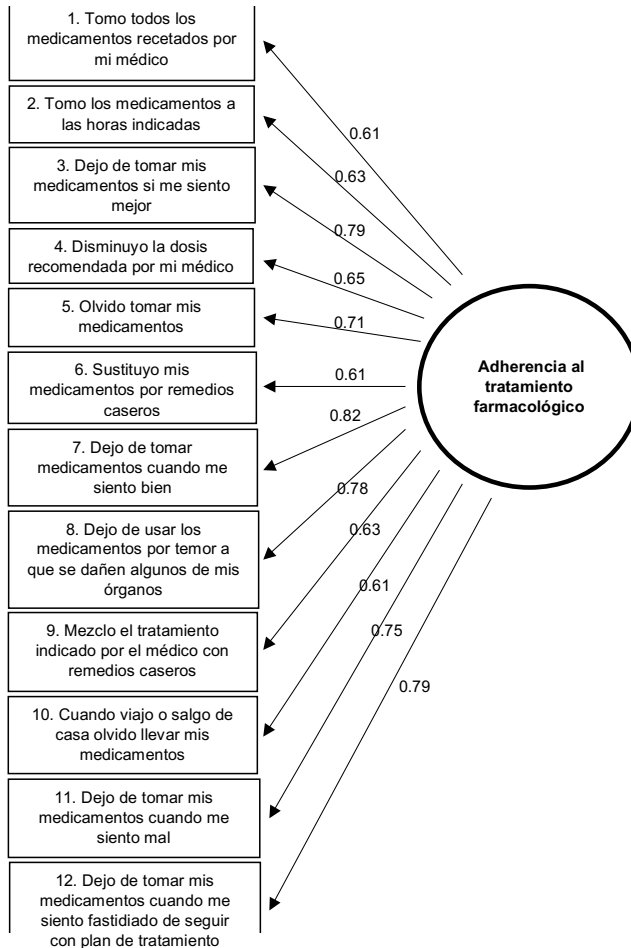 1. Tomo todos los
medicamentos recetados por
mi médico
2. Tomo los medicamentos a
las horas indicadas
3. Dejo de tomar mis
medicamentos si me siento
mejor
4. Disminuyo la dosis
recomendada por mi médico
5. Olvido tomar mis
medicamentos
6. Sustituyo mis
medicamentos por remedios
caseros
7. Dejo de tomar
medicamentos cuando me
siento bien
8. Dejo de usar los
medicamentos por temor a
que se dañen algunos de mis
órganos
9. Mezclo el tratamiento
indicado por el médico con
remedios caseros
10. Cuando viajo o salgo de
casa olvido llevar mis
medicamentos
11. Dejo de tomar mis
medicamentos cuando me
siento mal
12. Dejo de tomar mis
medicamentos cuando me
siento fastidiado de seguir
con plan de tratamiento
0.61
0.63
0.79
0.65
0.71
0.61
0.82
0.78
0.63
0.61
0.75
0.79
Adherencia al
tratamiento
farmacológico